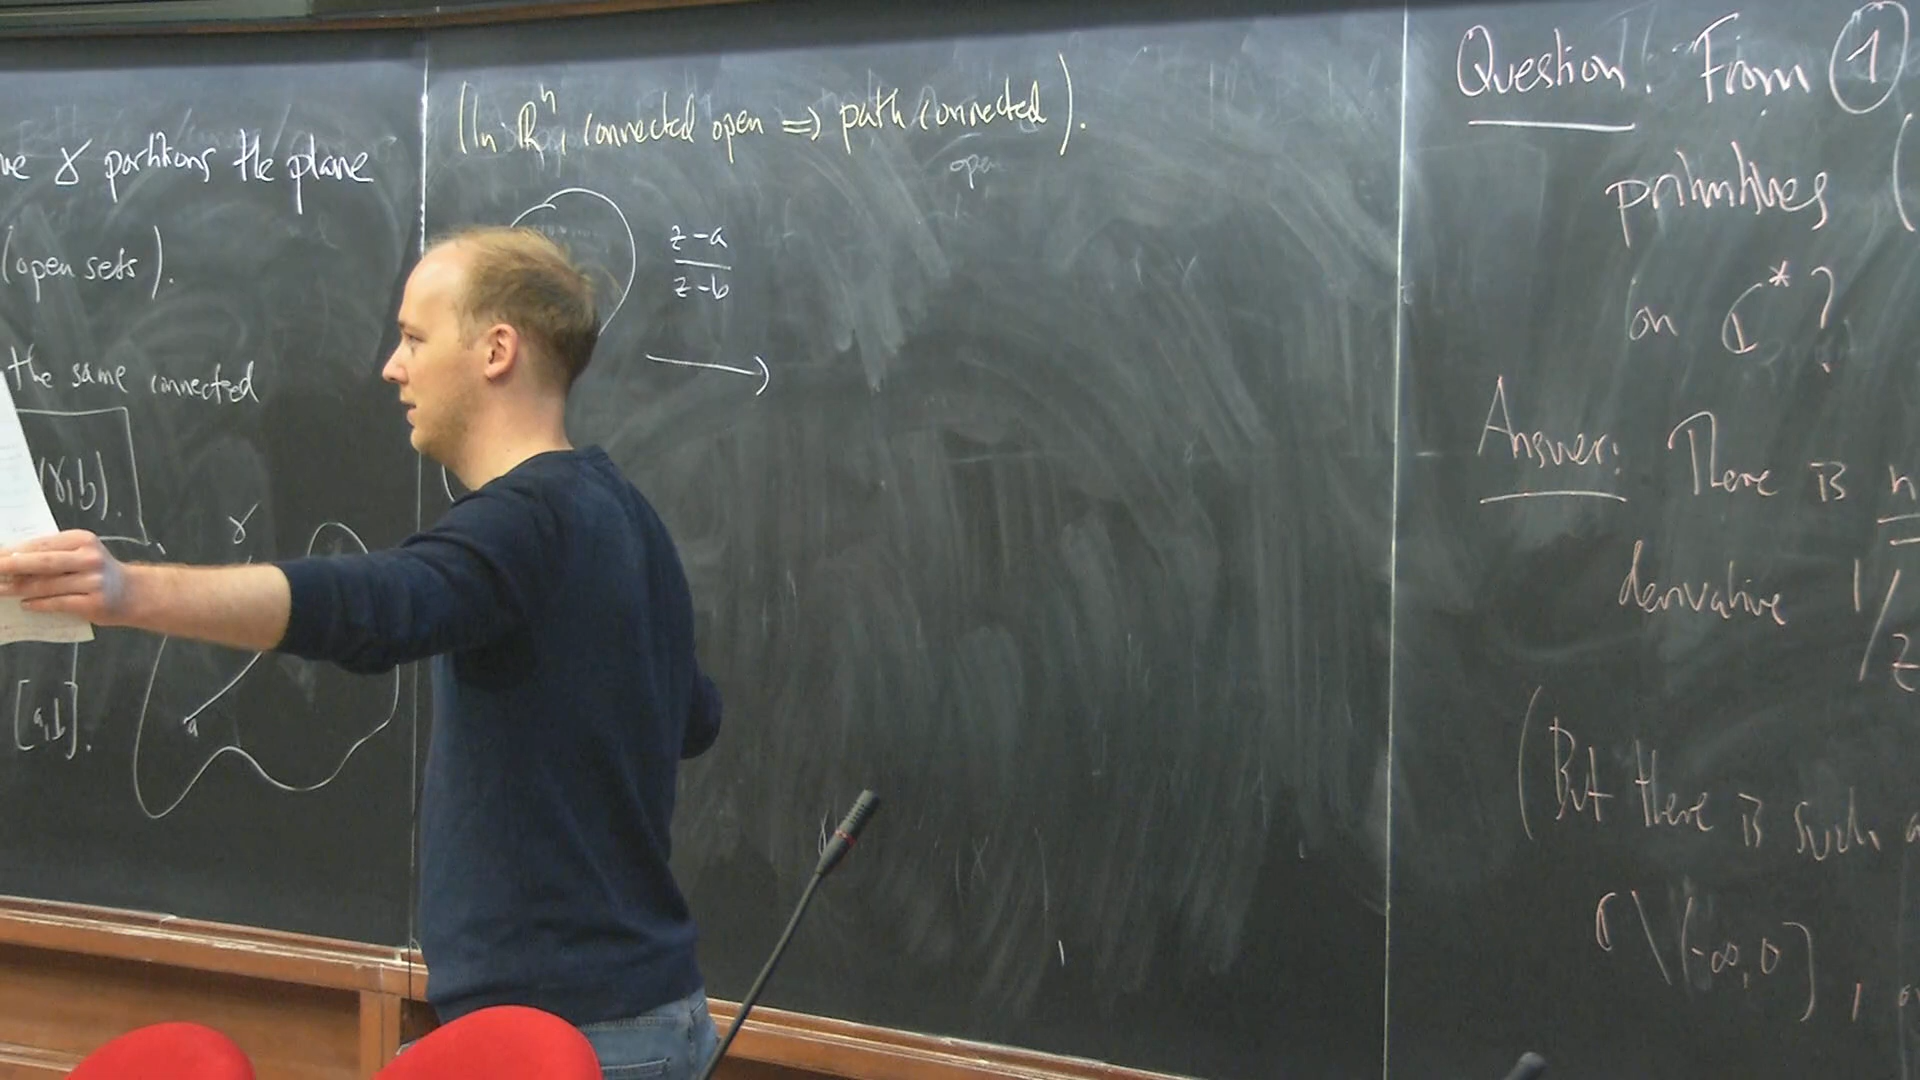 γ partitions the plane
(open sets).
the same connected
(γ,b).
γ
a
[a,b].
(In ℝⁿ, connected open => path connected).
open
z-a
z-b
Question: From ①
primitives (
on ℂ*?
Answer: There is
derivative 1/z
(But there is such a
ℂ \ (-∞,0],